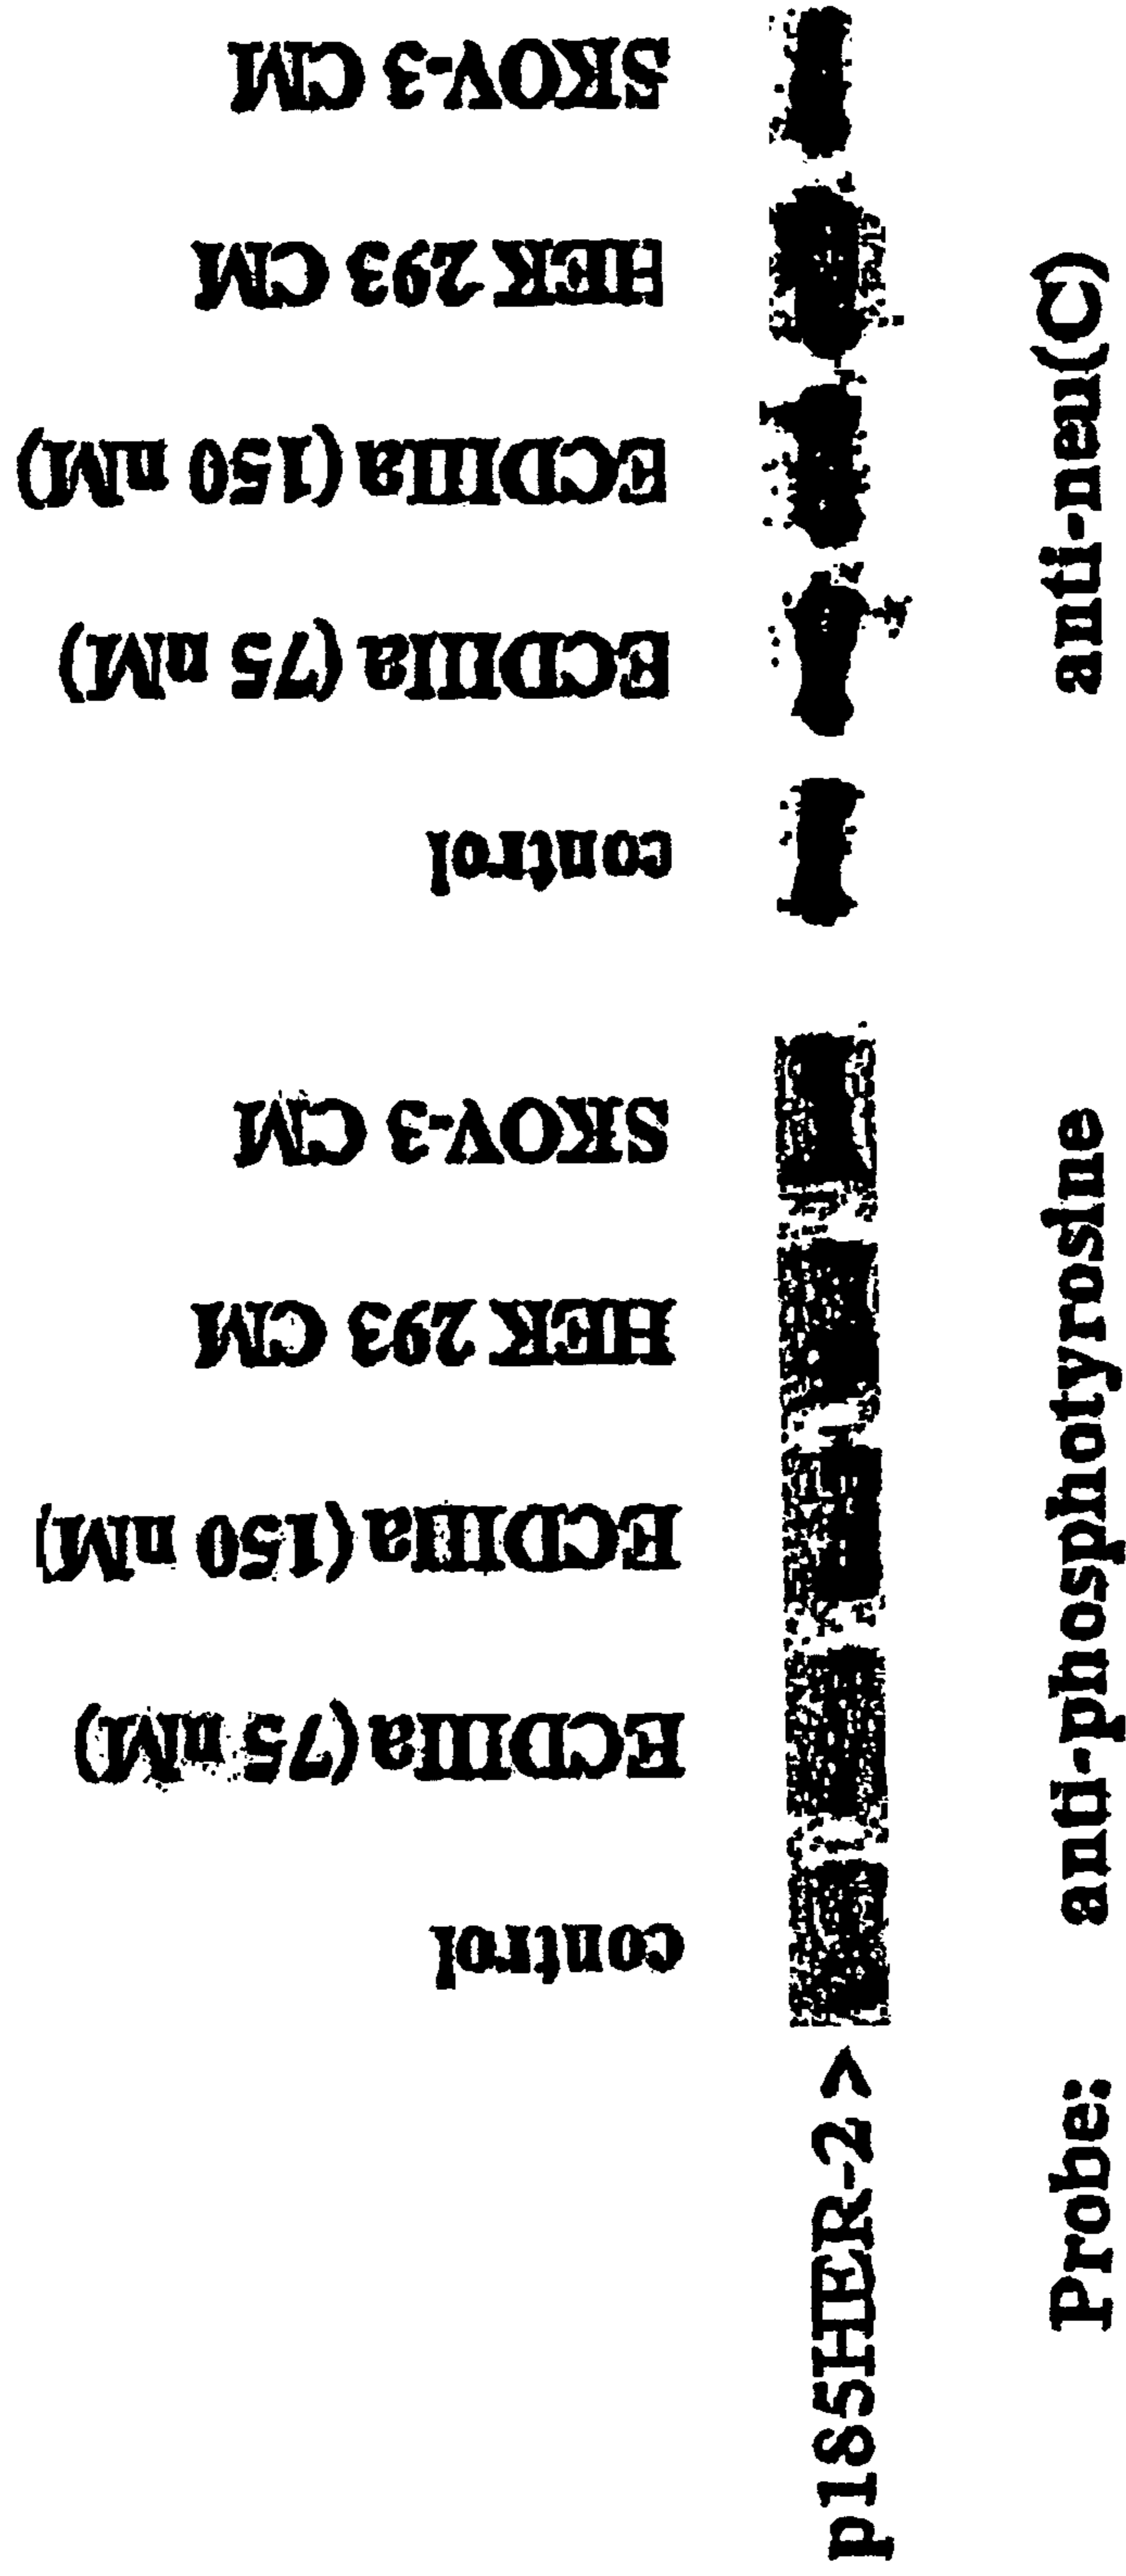 control
ECDIIIa (75 nM)
ECDIIIa (150 nM)
HEK 293 CM
SKOV-3 CM
control
ECDIIIa (75 nM)
ECDIIIa (150 nM)
HEK 293 CM
SKOV-3 CM
p185HER-2 >
Probe: anti-phosphotyrosine anti-neu(C)